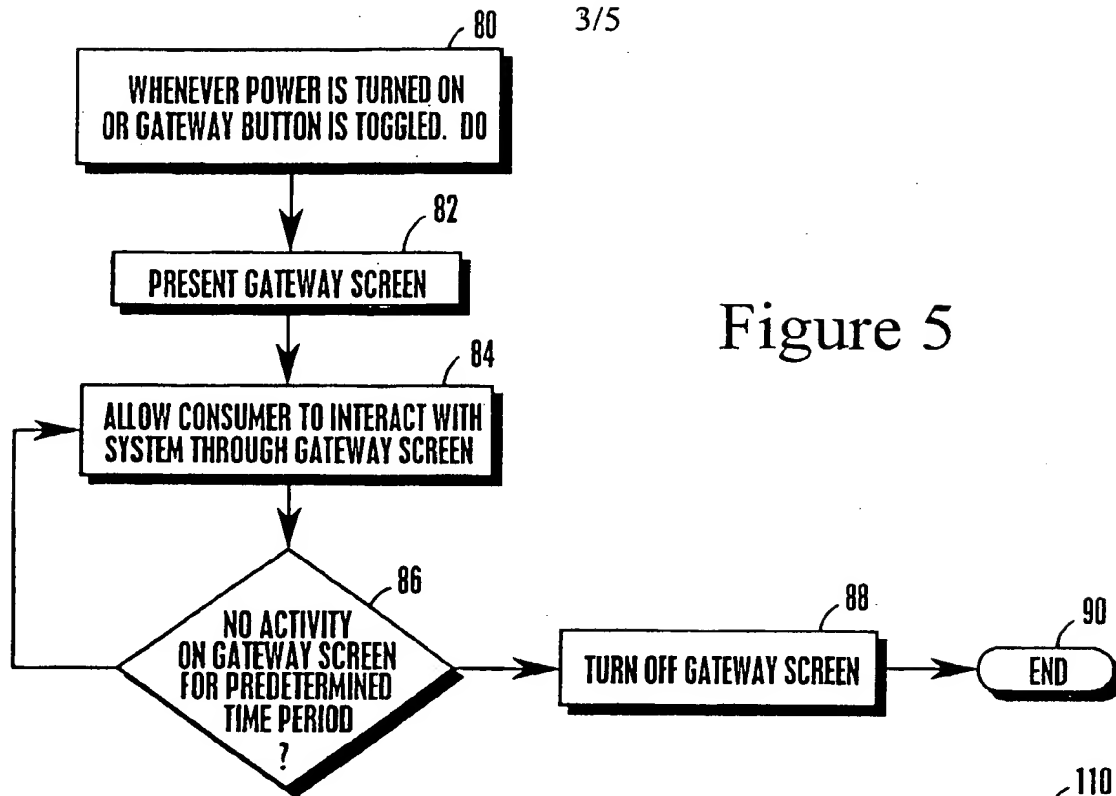 3/5
80
WHENEVER POWER IS TURNED ON
OR GATEWAY BUTTON IS TOGGLED. DO
82
PRESENT GATEWAY SCREEN
Figure 5
84
ALLOW CONSUMER TO INTERACT WITH
SYSTEM THROUGH GATEWAY SCREEN
86
NO ACTIVITY
ON GATEWAY SCREEN
FOR PREDETERMINED
TIME PERIOD
?
88
TURN OFF GATEWAY SCREEN
90
END
110